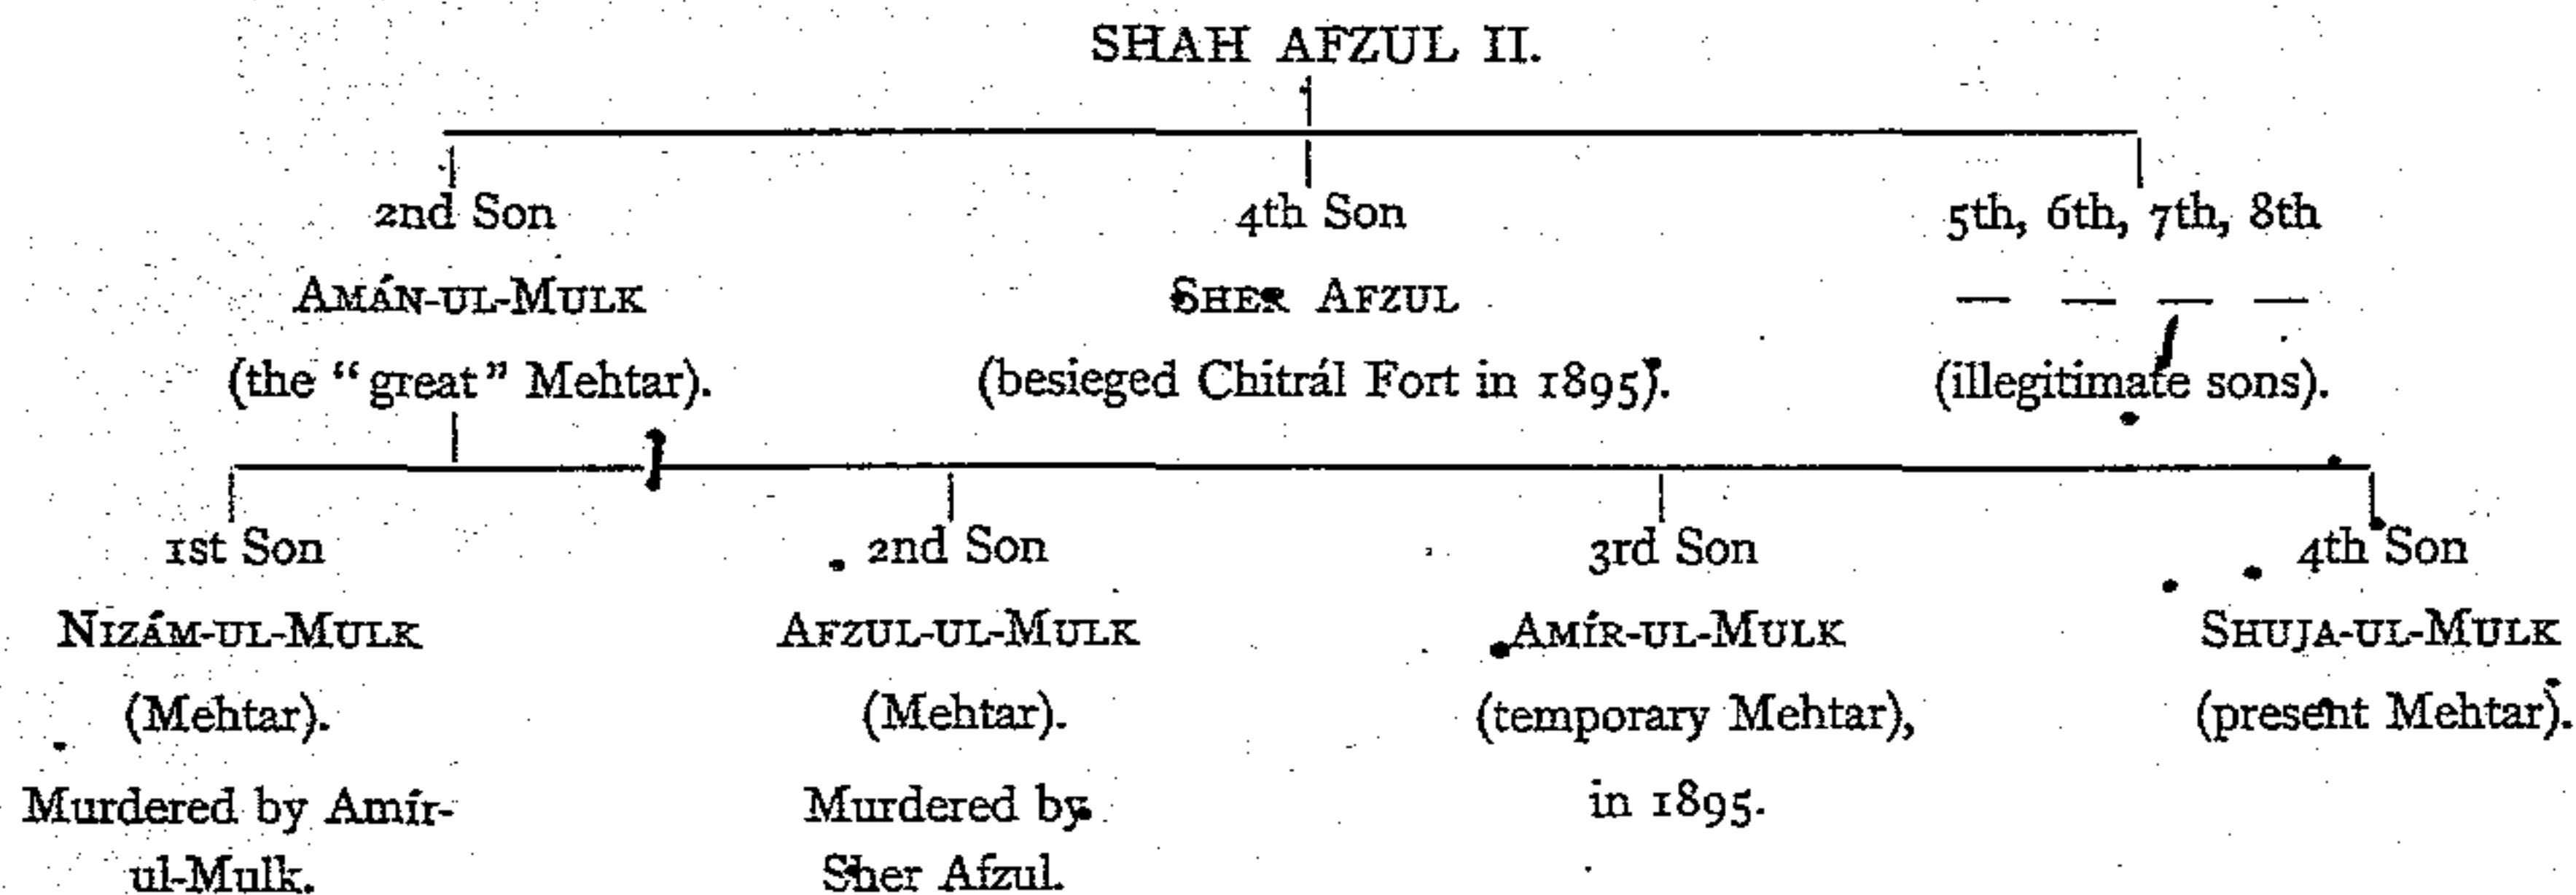 SHAH AFZUL II.
2nd Son 4th Son 5th, 6th, 7th, 8th
AMÁN-UL-MULK SHER AFZUL — — — —
(the "great" Mehtar). (besieged Chitrál Fort in 1895). (illegitimate sons).
1st Son 2nd Son 3rd Son 4th Son
NIZÁM-UL-MULK AFZUL-UL-MULK AMÍR-UL-MULK SHUJA-UL-MULK
(Mehtar). (Mehtar). (temporary Mehtar), (present Mehtar).
Murdered by Amír- Murdered by in 1895.
ul-Mulk. Sher Afzul.